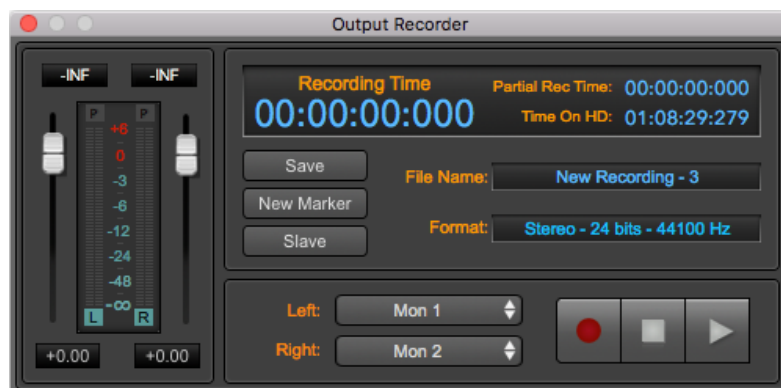 Output Recorder
-INF -INF
P P
+6
0
-3
-6
-12
-24
-48
-∞
L R
+0.00 +0.00
Recording Time
00:00:00:000
Partial Rec Time: 00:00:00:000
Time On HD: 01:08:29:279
Save
New Marker
Slave
File Name: New Recording - 3
Format: Stereo - 24 bits - 44100 Hz
Left: Mon 1
Right: Mon 2